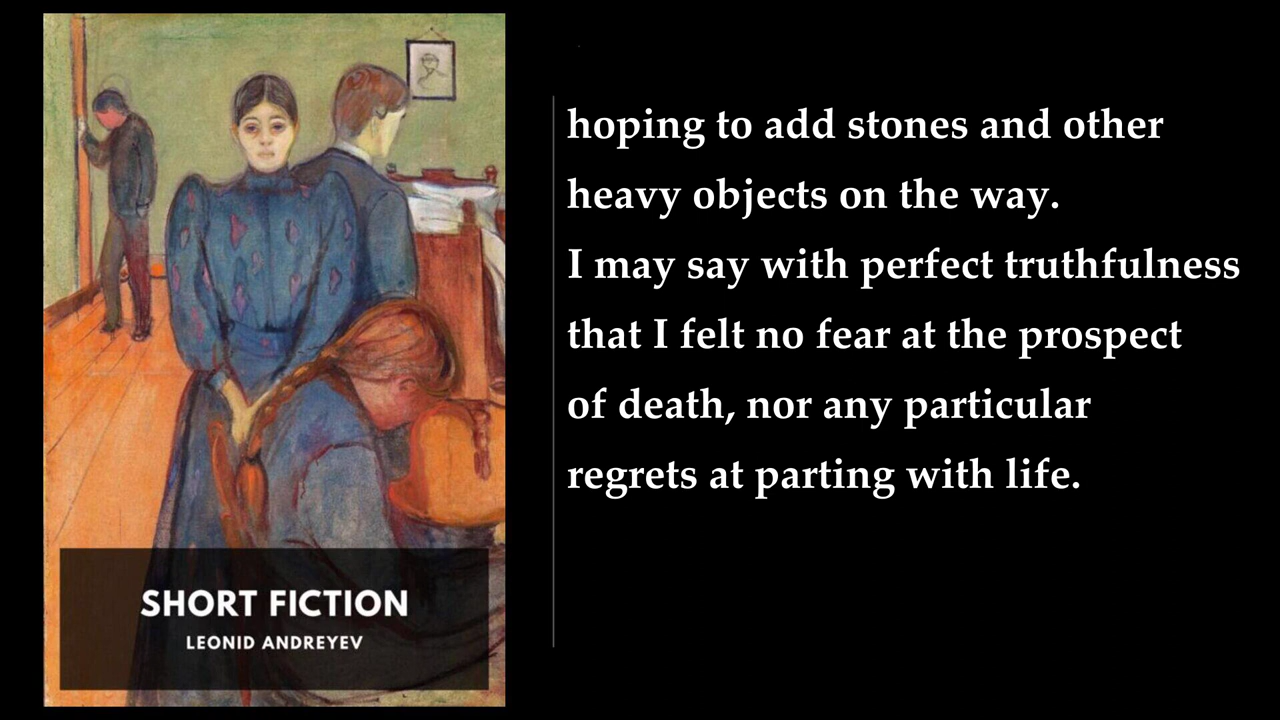 SHORT FICTION
LEONID ANDREYEV
hoping to add stones and other
heavy objects on the way.
I may say with perfect truthfulness
that I felt no fear at the prospect
of death, nor any particular
regrets at parting with life.